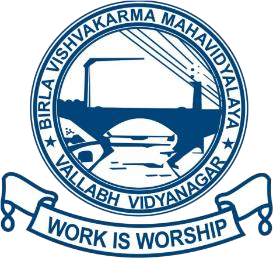 BIRLA VISHVAKARMA MAHAVIDYALAYA
★ VALLABH VIDYANAGAR ★
WORK IS WORSHIP